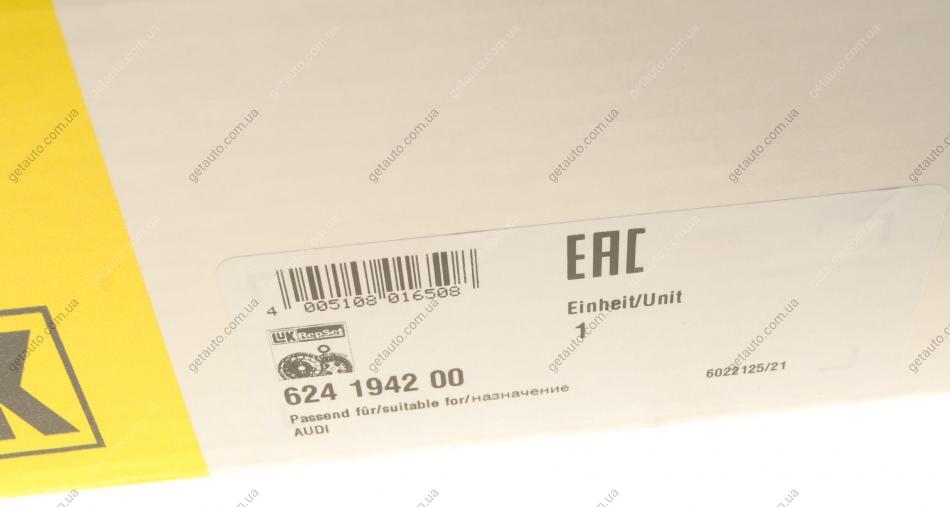 EAC
4 005108 016508
Einheit/Unit
1
LUK RepSet
624 1942 00
6022125/21
Passend für/suitable for/назначение
AUDI
K
getauto.com.ua